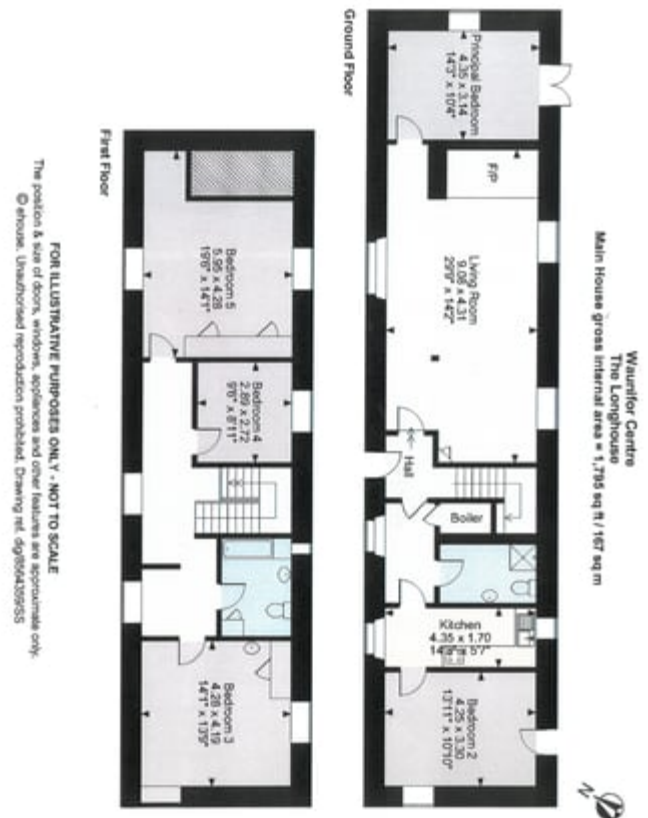 Waunifor Centre
The Longhouse
Main House gross internal area = 1,795 sq ft / 167 sq m
Principal Bedroom
4.35 x 3.14
14'3" x 10'4"
F/P
Living Room
9.08 x 4.31
29'9" x 14'2"
Hall
Boiler
Kitchen
4.35 x 1.70
14'3" x 5'7"
Bedroom 2
4.25 x 3.30
13'11" x 10'10"
N
Ground Floor
Bedroom 5
5.95 x 4.28
19'6" x 14'1"
Bedroom 4
2.89 x 2.72
9'6" x 8'11"
Bedroom 3
4.28 x 4.19
14'1" x 13'9"
First Floor
FOR ILLUSTRATIVE PURPOSES ONLY - NOT TO SCALE
The position & size of doors, windows, appliances and other features are approximate only.
© ehouse. Unauthorised reproduction prohibited. Drawing ref.